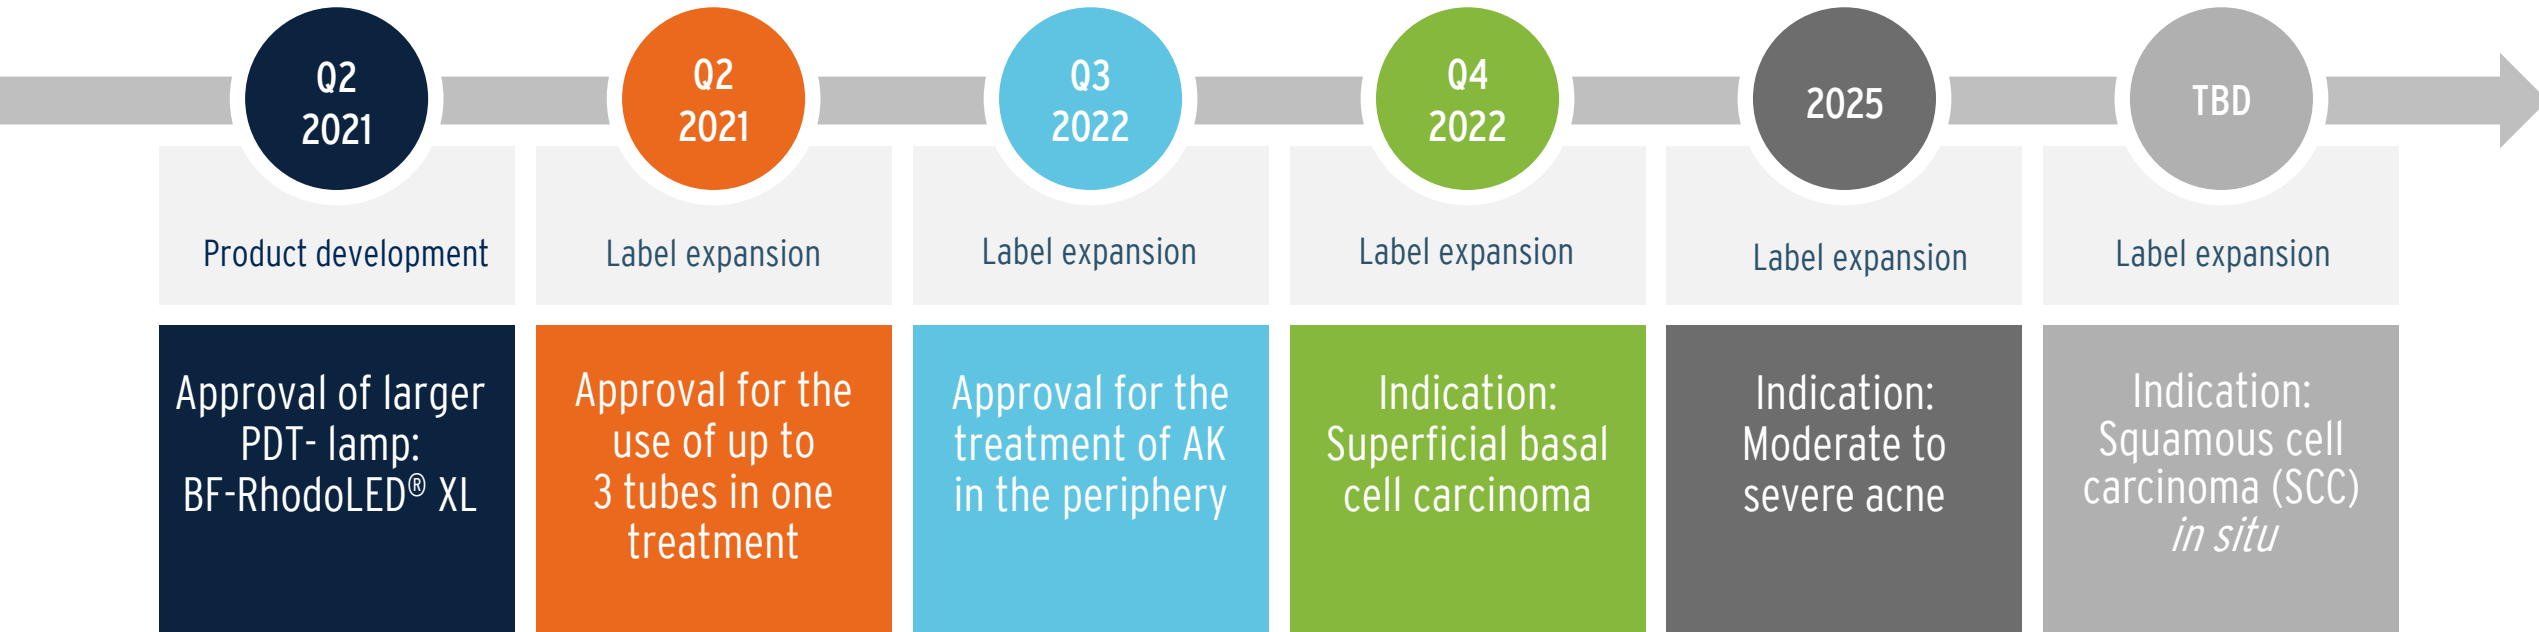 Q2
2021
Q2
2021
Q3
2022
Q4
2022
2025
TBD
Product development
Label expansion
Label expansion
Label expansion
Label expansion
Label expansion
Approval of larger
PDT- lamp:
BF-RhodoLED® XL
Approval for the
use of up to
3 tubes in one
treatment
Approval for the
treatment of AK
in the periphery
Indication:
Superficial basal
cell carcinoma
Indication:
Moderate to
severe acne
Indication:
Squamous cell
carcinoma (SCC)
in situ